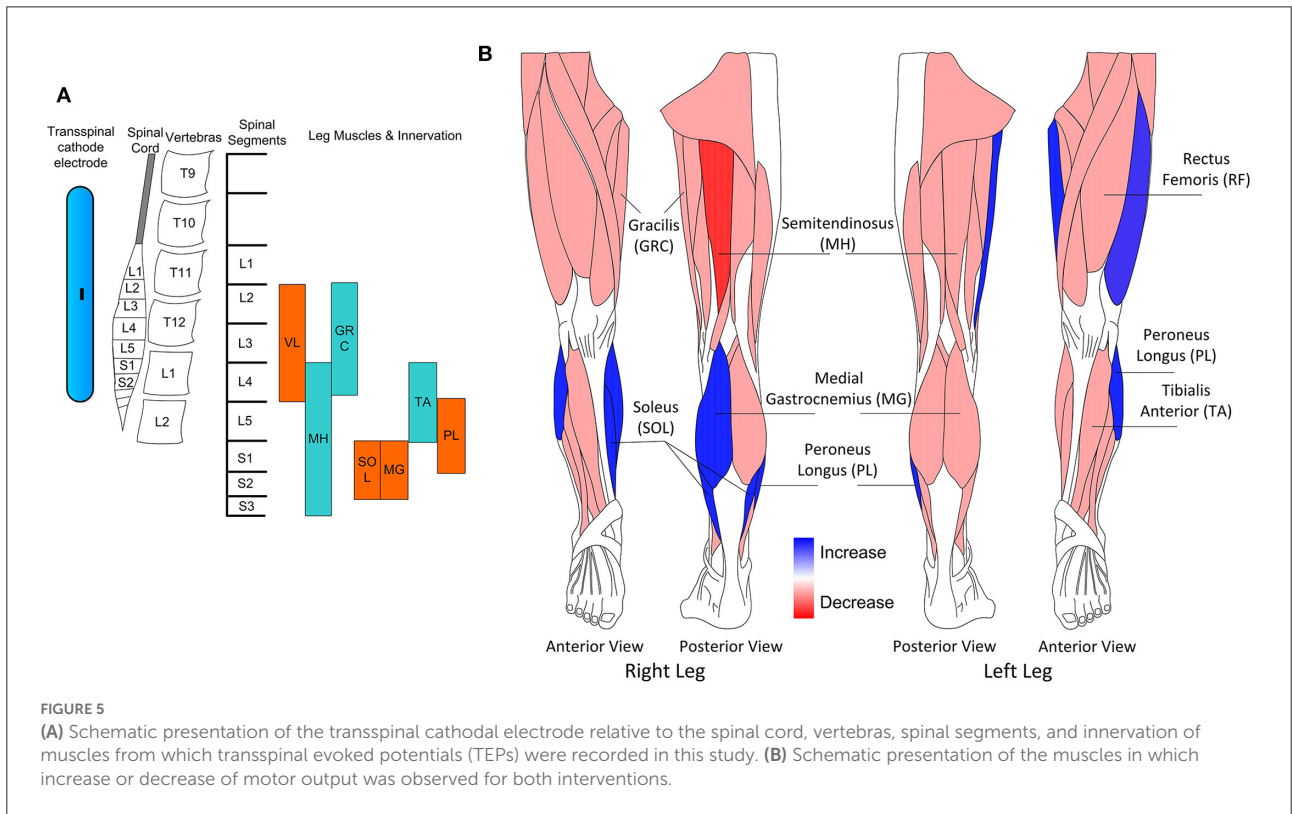 A
Transspinal
cathode
electrode
Spinal
Cord
Vertebras
Spinal
Segments
Leg Muscles & Innervation
T9
T10
T11
T12
L1
L2
L1
L2
L3
L4
L5
S1
S2
L1
L2
L3
L4
L5
S1
S2
S3
VL
GR
C
MH
TA
PL
SO
L
MG
B
Gracilis
(GRC)
Semitendinosus
(MH)
Rectus
Femoris (RF)
Soleus
(SOL)
Medial
Gastrocnemius (MG)
Peroneus
Longus (PL)
Tibialis
Anterior (TA)
Peroneus
Longus (PL)
Increase
Decrease
Anterior View
Posterior View
Right Leg
Posterior View
Anterior View
Left Leg
FIGURE 5
(A) Schematic presentation of the transspinal cathodal electrode relative to the spinal cord, vertebras, spinal segments, and innervation of
muscles from which transspinal evoked potentials (TEPs) were recorded in this study. (B) Schematic presentation of the muscles in which
increase or decrease of motor output was observed for both interventions.